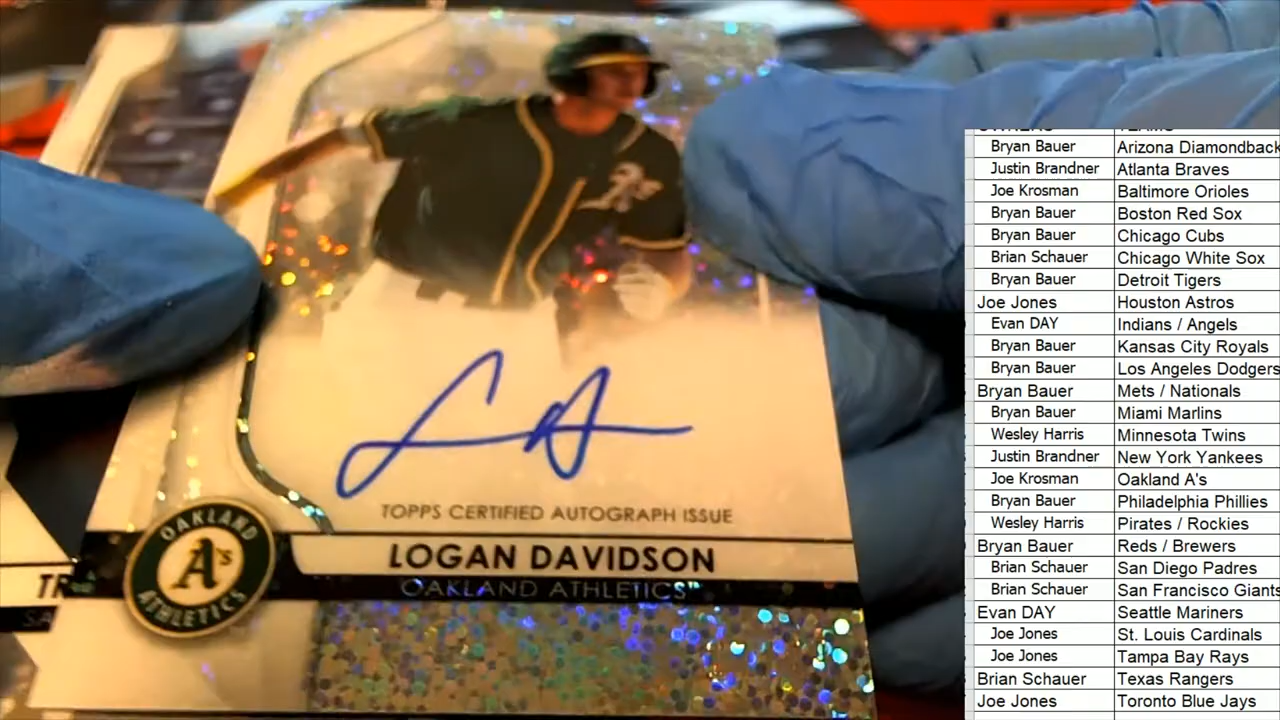 A's
TOPPS CERTIFIED AUTOGRAPH ISSUE
OAKLAND
A's
ATHLETICS
LOGAN DAVIDSON
OAKLAND ATHLETICS™
TR
SA
Bryan Bauer Arizona Diamondback
Justin Brandner Atlanta Braves
Joe Krosman Baltimore Orioles
Bryan Bauer Boston Red Sox
Bryan Bauer Chicago Cubs
Brian Schauer Chicago White Sox
Bryan Bauer Detroit Tigers
Joe Jones Houston Astros
Evan DAY Indians / Angels
Bryan Bauer Kansas City Royals
Bryan Bauer Los Angeles Dodgers
Bryan Bauer Mets / Nationals
Bryan Bauer Miami Marlins
Wesley Harris Minnesota Twins
Justin Brandner New York Yankees
Joe Krosman Oakland A's
Bryan Bauer Philadelphia Phillies
Wesley Harris Pirates / Rockies
Bryan Bauer Reds / Brewers
Brian Schauer San Diego Padres
Brian Schauer San Francisco Giants
Evan DAY Seattle Mariners
Joe Jones St. Louis Cardinals
Joe Jones Tampa Bay Rays
Brian Schauer Texas Rangers
Joe Jones Toronto Blue Jays